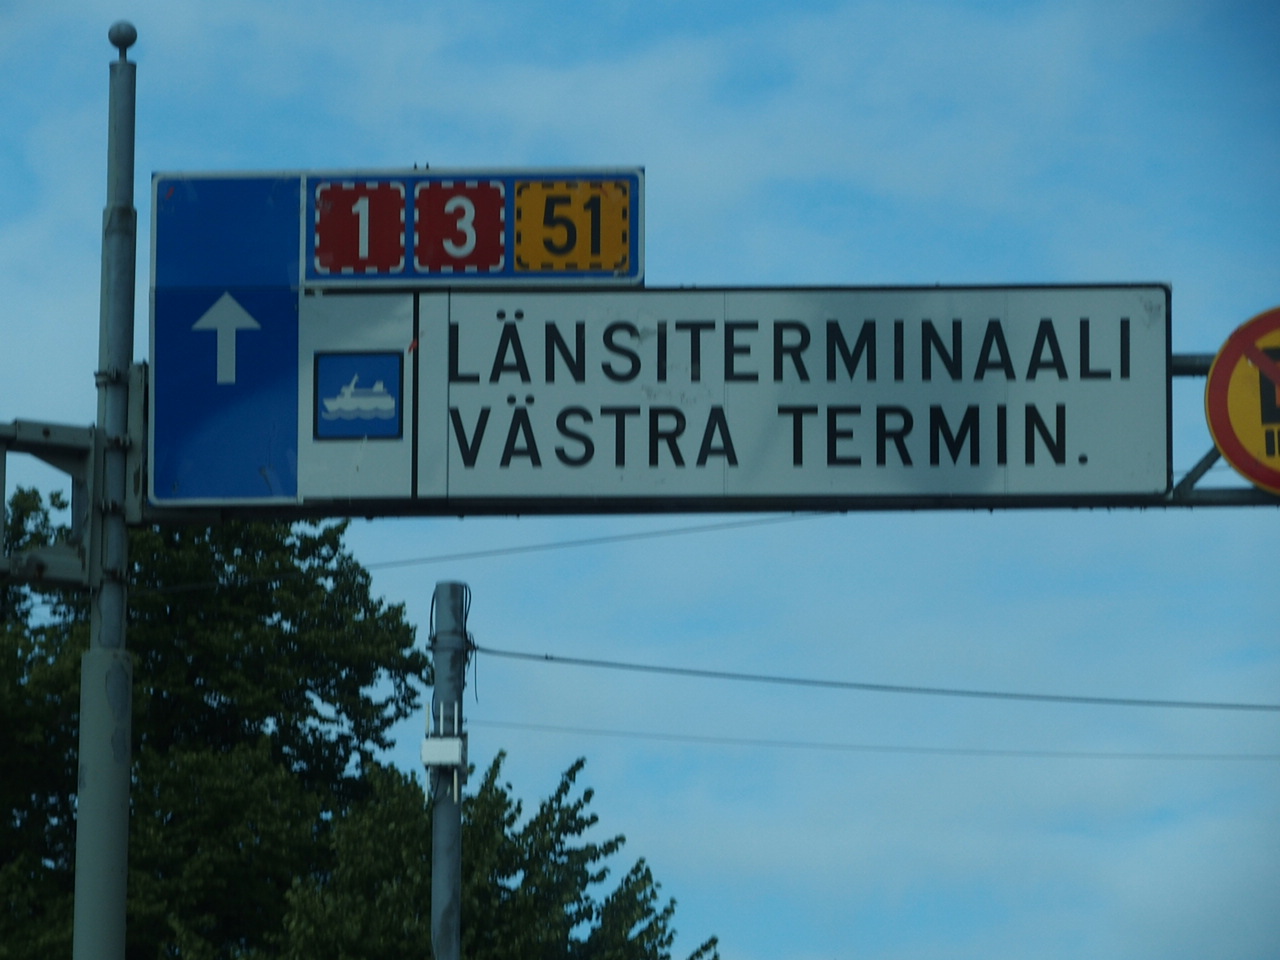 1 3 51
LÄNSITERMINAALI
VÄSTRA TERMIN.